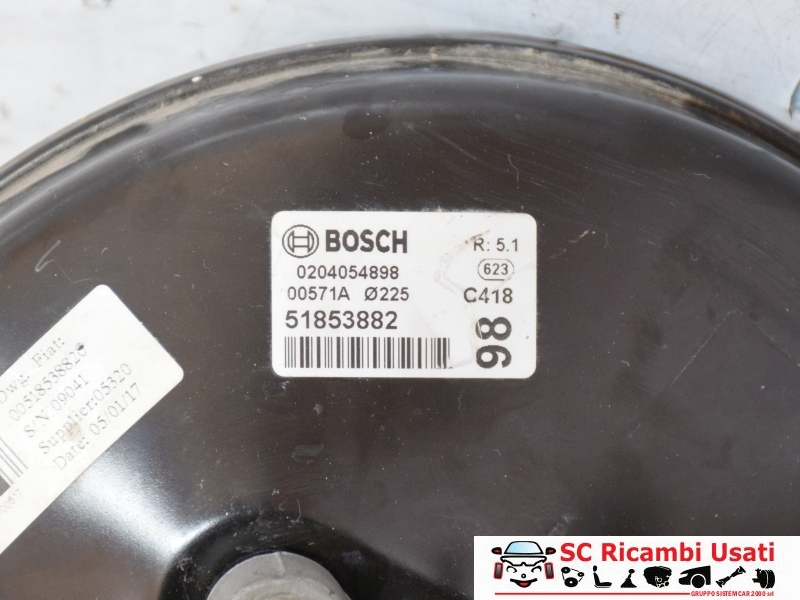 BOSCH
R: 5.1
0204054898
623
00571A Ø225
C418
51853882
98
Dwg. Fiat:
00518538820
S/N 09041
Supplier:05320
Date: 05/01/17
SC Ricambi Usati
GRUPPO SISTEMCAR 2000 srl